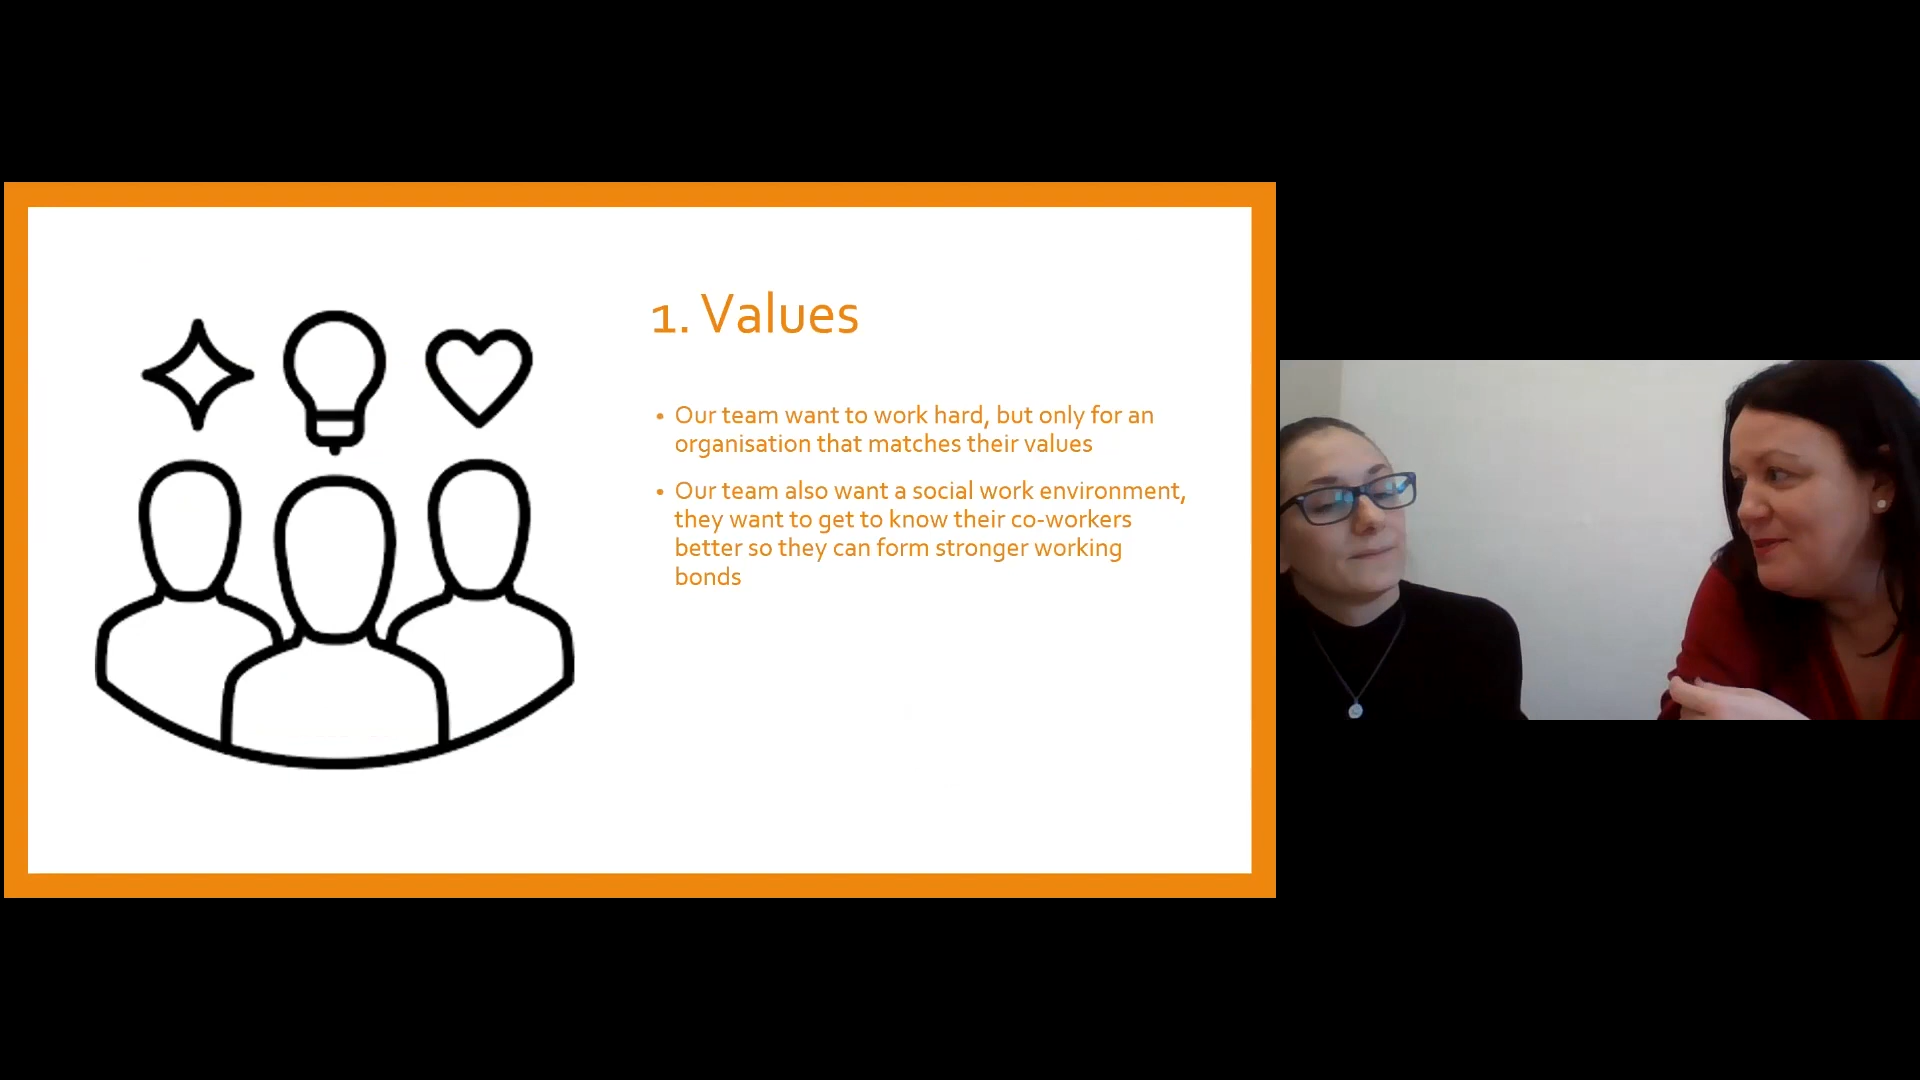 1. Values
• Our team want to work hard, but only for an
organisation that matches their values
• Our team also want a social work environment,
they want to get to know their co-workers
better so they can form stronger working
bonds